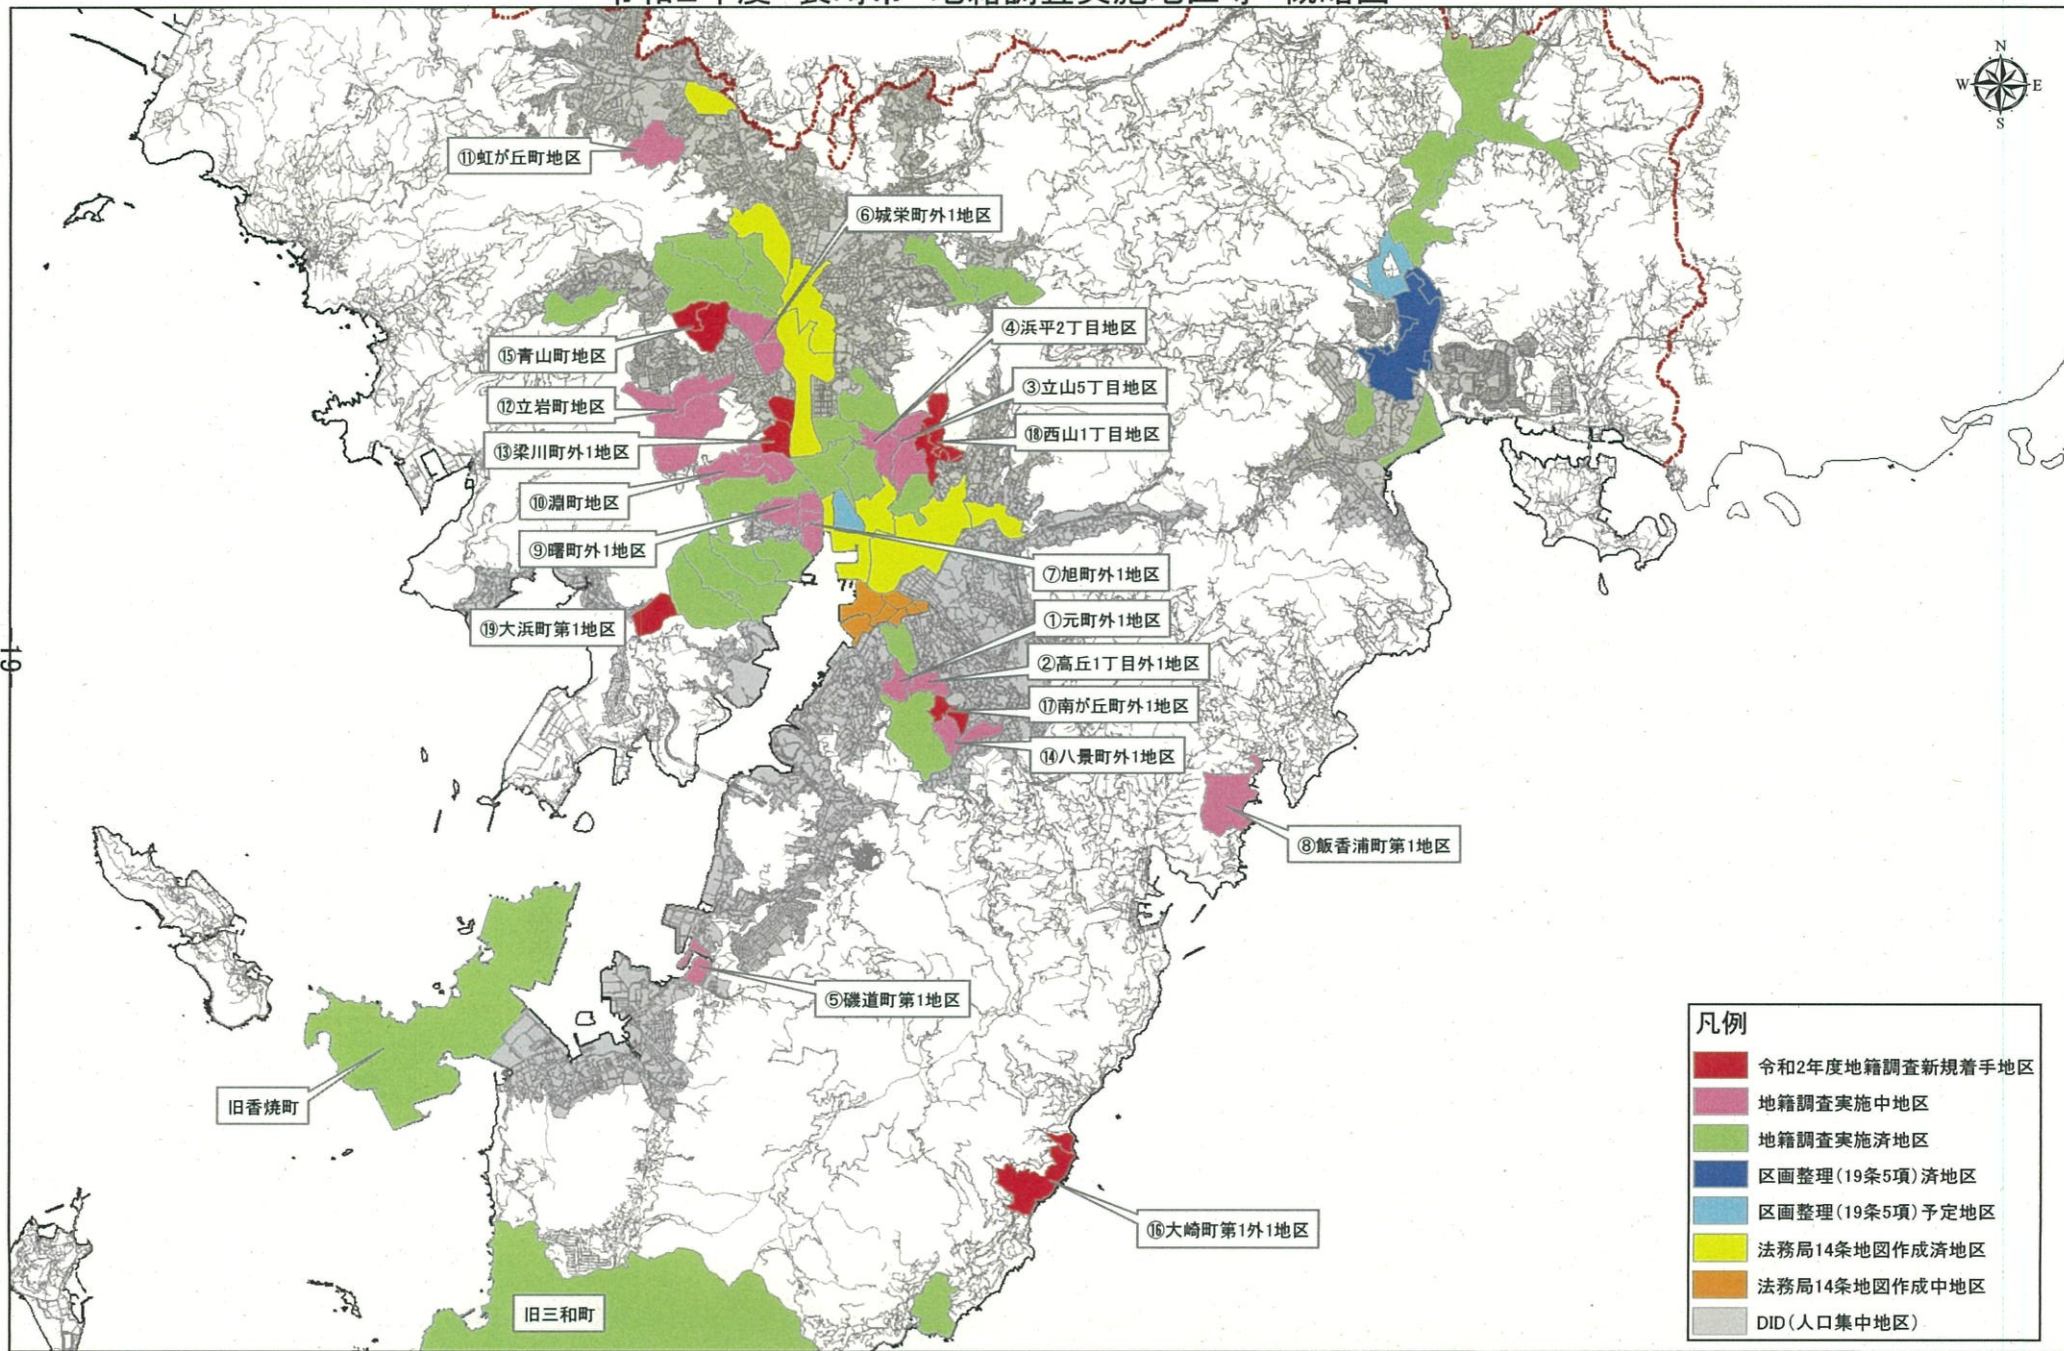 N
W E
S
⑪虹が丘町地区
⑥城栄町外1地区
④浜平2丁目地区
⑮青山町地区
③立山5丁目地区
⑫立岩町地区
⑱西山1丁目地区
⑬梁川町外1地区
⑩淵町地区
⑨曙町外1地区
⑦旭町外1地区
①元町外1地区
⑲大浜町第1地区
-19-
②高丘1丁目外1地区
⑰南が丘町外1地区
⑭八景町外1地区
⑧飯香浦町第1地区
⑤磯道町第1地区
旧香焼町
⑯大崎町第1外1地区
旧三和町
凡例
令和2年度地籍調査新規着手地区
地籍調査実施中地区
地籍調査実施済地区
区画整理(19条5項)済地区
区画整理(19条5項)予定地区
法務局14条地図作成済地区
法務局14条地図作成中地区
DID(人口集中地区)